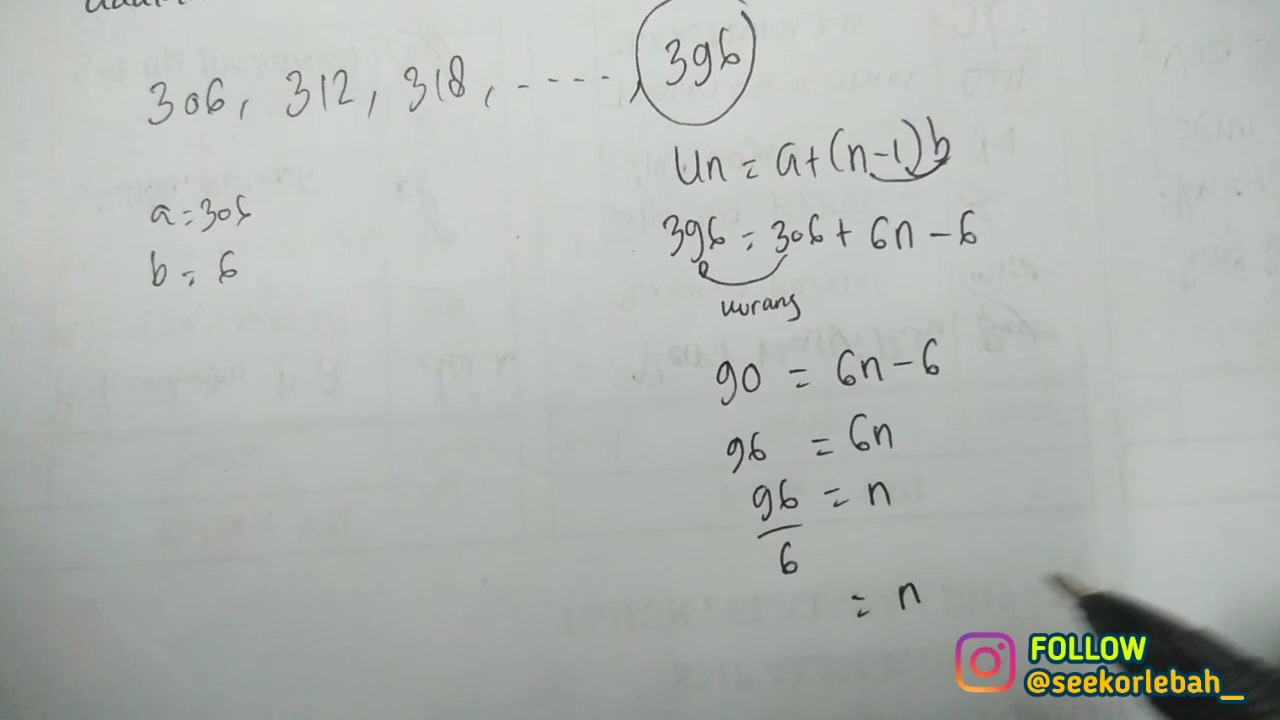 306, 312, 318, ....., 396
a = 306
b = 6
Un = a + (n - 1) b
396 = 306 + 6n - 6
kurang
90 = 6n - 6
96 = 6n
96/6 = n
= n
FOLLOW
@seekorlebah_